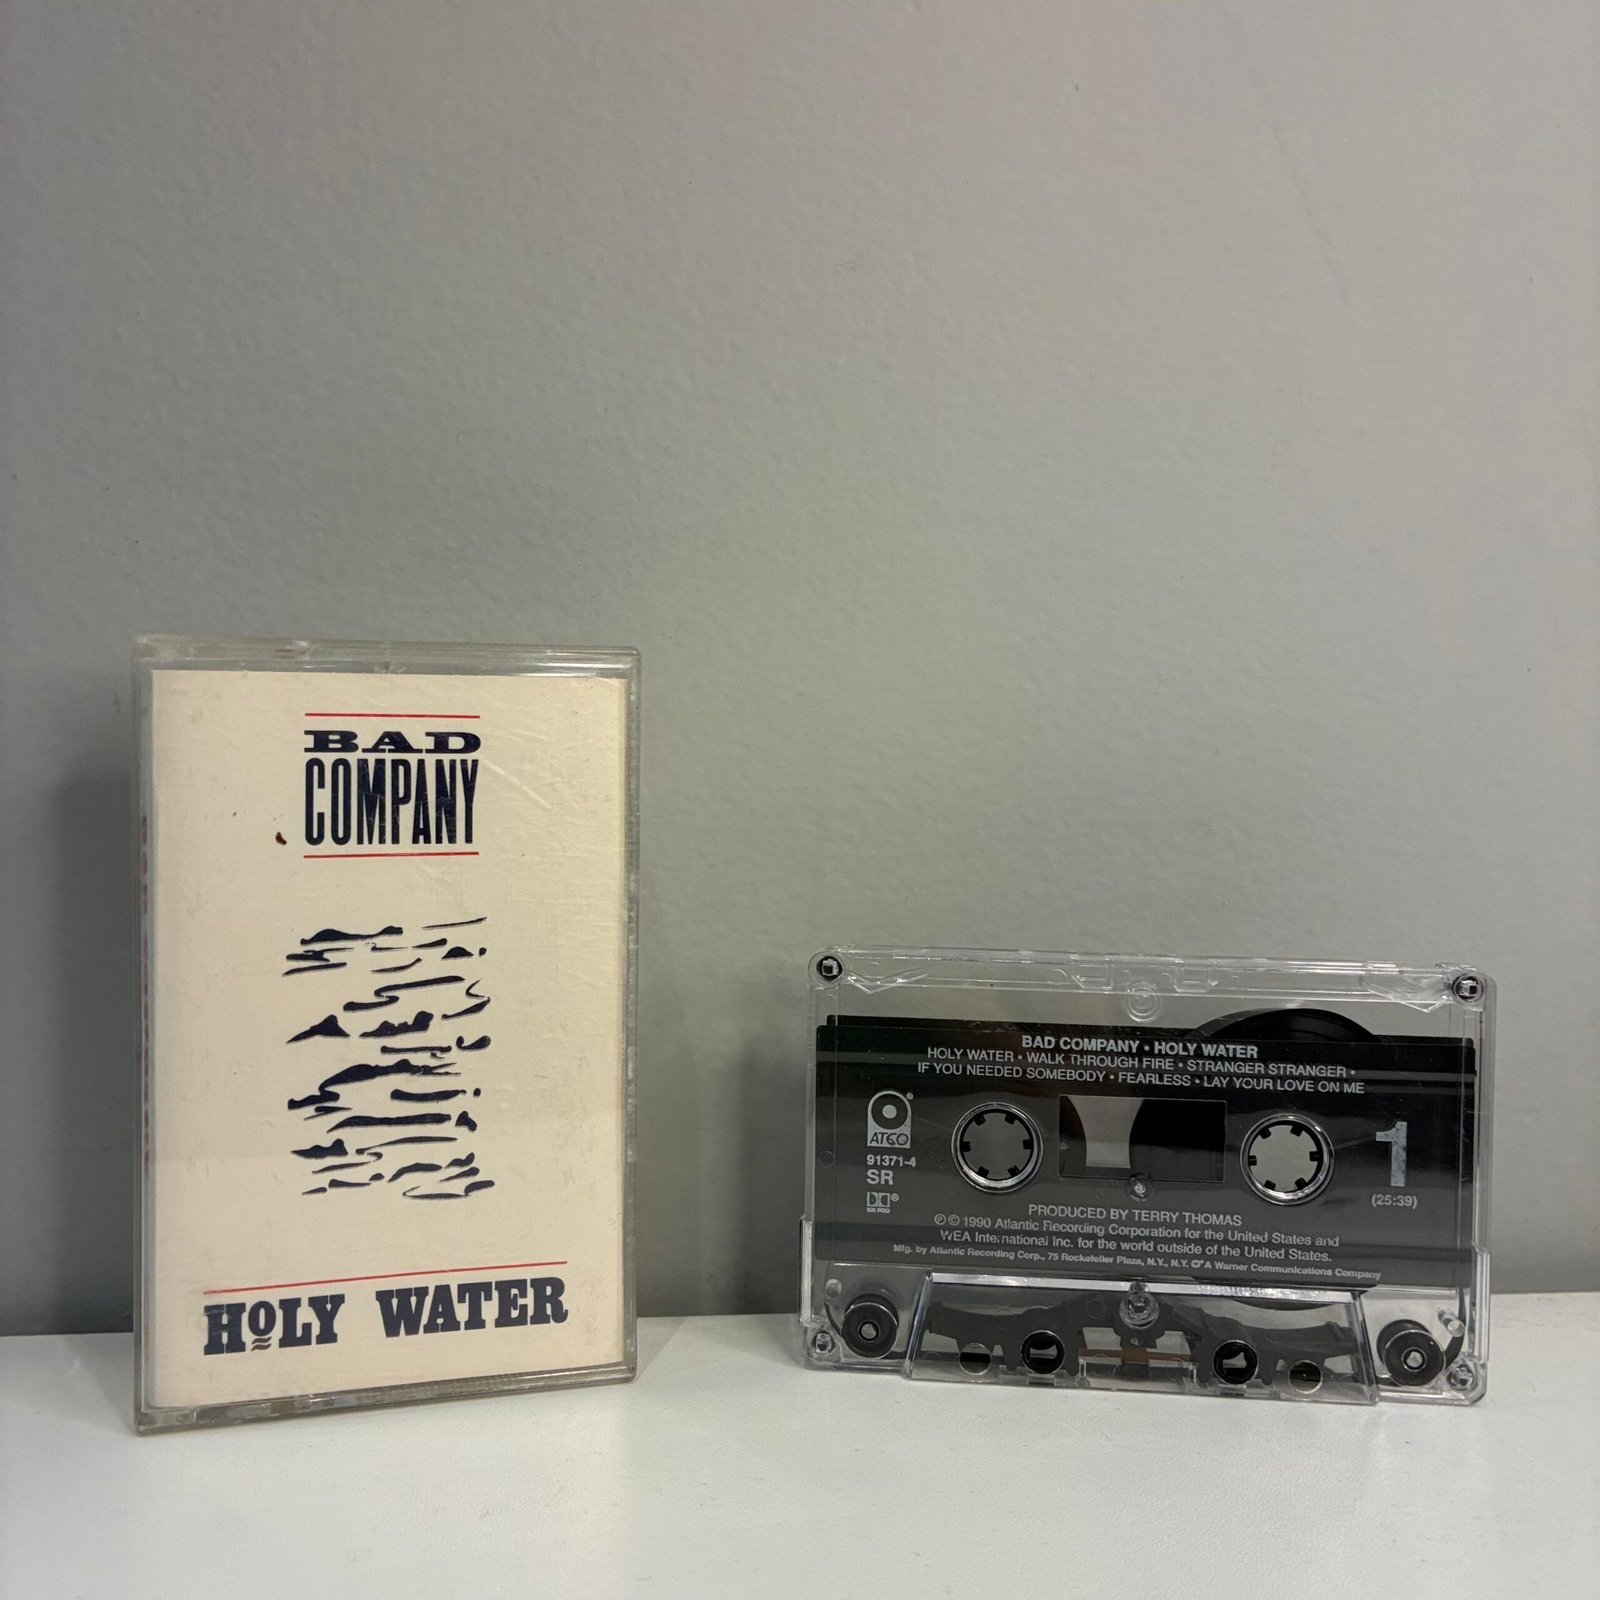 BAD
COMPANY
HOLY WATER
BAD COMPANY • HOLY WATER
HOLY WATER • WALK THROUGH FIRE • STRANGER STRANGER •
IF YOU NEEDED SOMEBODY • FEARLESS • LAY YOUR LOVE ON ME
ATCO®
91371-4
SR
HX PRO
1
(25:39)
PRODUCED BY TERRY THOMAS
℗ © 1990 Atlantic Recording Corporation for the United States and
WEA International Inc. for the world outside of the United States.
Mfg. by Atlantic Recording Corp., 75 Rockefeller Plaza, N.Y., N.Y. A Warner Communications Company